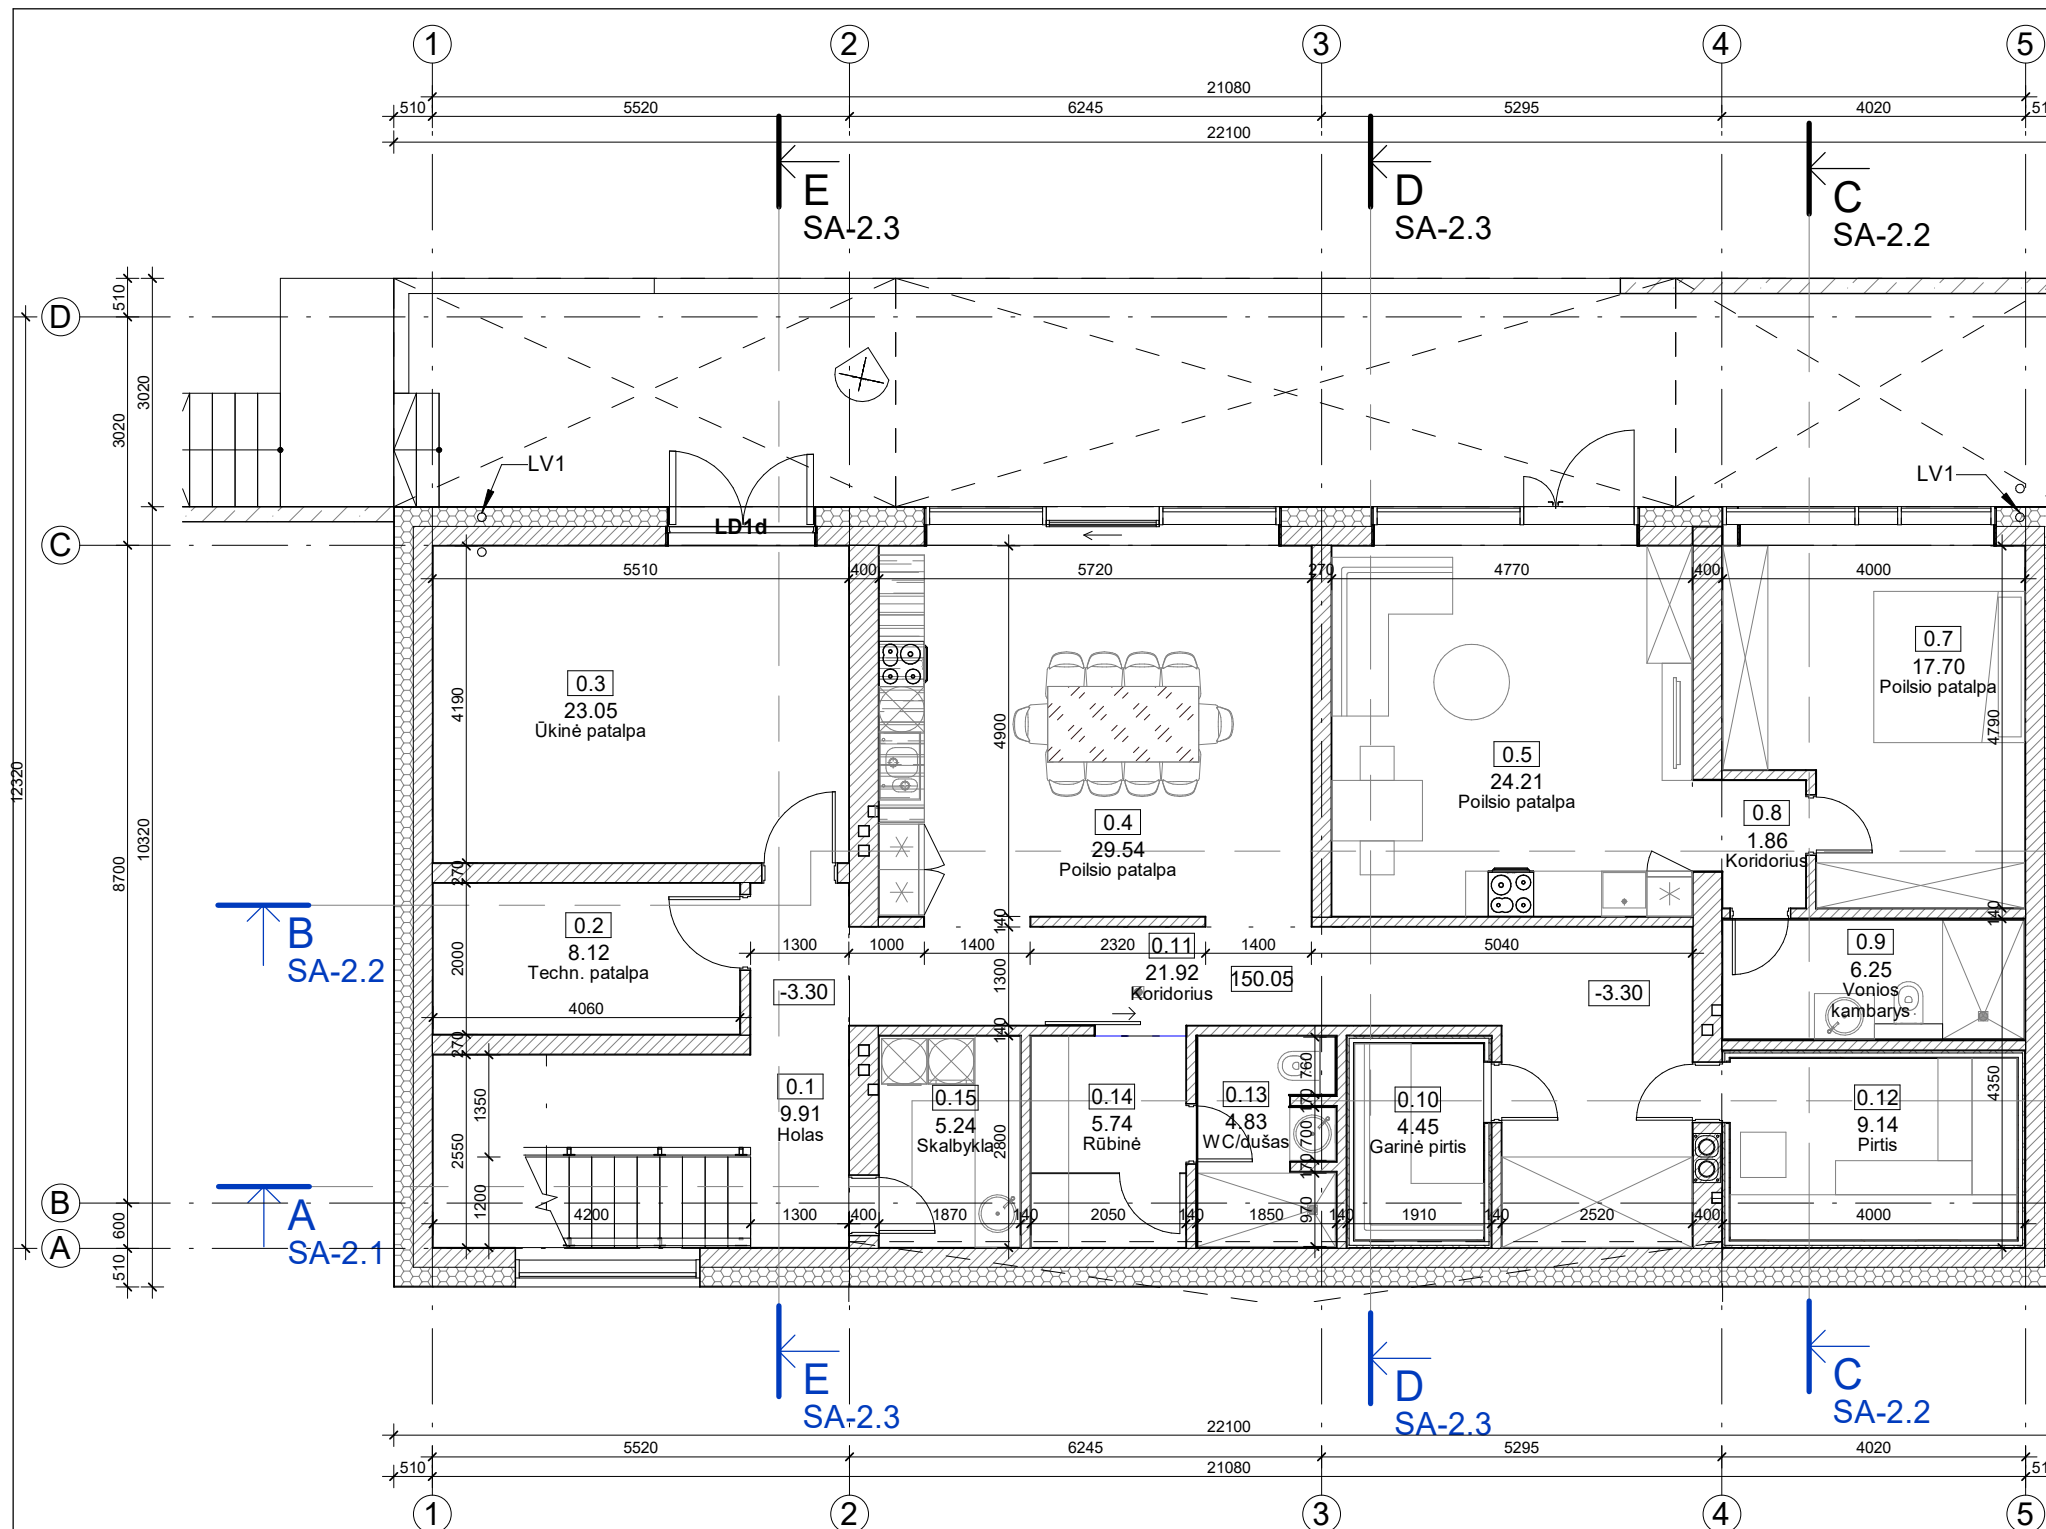 1 2 3 4 5
21080
510 5520 6245 5295 4020 51
22100
E
SA-2.3
D
SA-2.3
C
SA-2.2
D
510
3020
3020
LV1
LV1
LD1d
C
5510 400 5720 270 4770 400 4000
0.3
23.05
Ūkinė patalpa
4190
4900
0.4
29.54
Poilsio patalpa
0.5
24.21
Poilsio patalpa
0.7
17.70
Poilsio patalpa
4790
0.8
1.86
Koridorius
12320
10320
8700
270
140
140
B
SA-2.2
0.2
8.12
Techn. patalpa
2000
4060
1300 1000 1400 2320 1400 5040
1300
0.11
21.92
Koridorius
150.05
-3.30
-3.30
0.9
6.25
Vonios
kambarys
270
140
0.1
9.91
Holas
1350
2550
1200
0.15
5.24
Skalbykla
2800
0.14
5.74
Rūbinė
0.13
4.83
WC/dušas
760
170
700
170
970
0.10
4.45
Garinė pirtis
0.12
9.14
Pirtis
4350
B
A
600
510
A
SA-2.1
4200 1300 400 1870 140 2050 140 1850 140 1910 140 2520 400 4000
E
SA-2.3
D
SA-2.3
C
SA-2.2
22100
5520 6245 5295 4020
510 21080 51
1 2 3 4 5